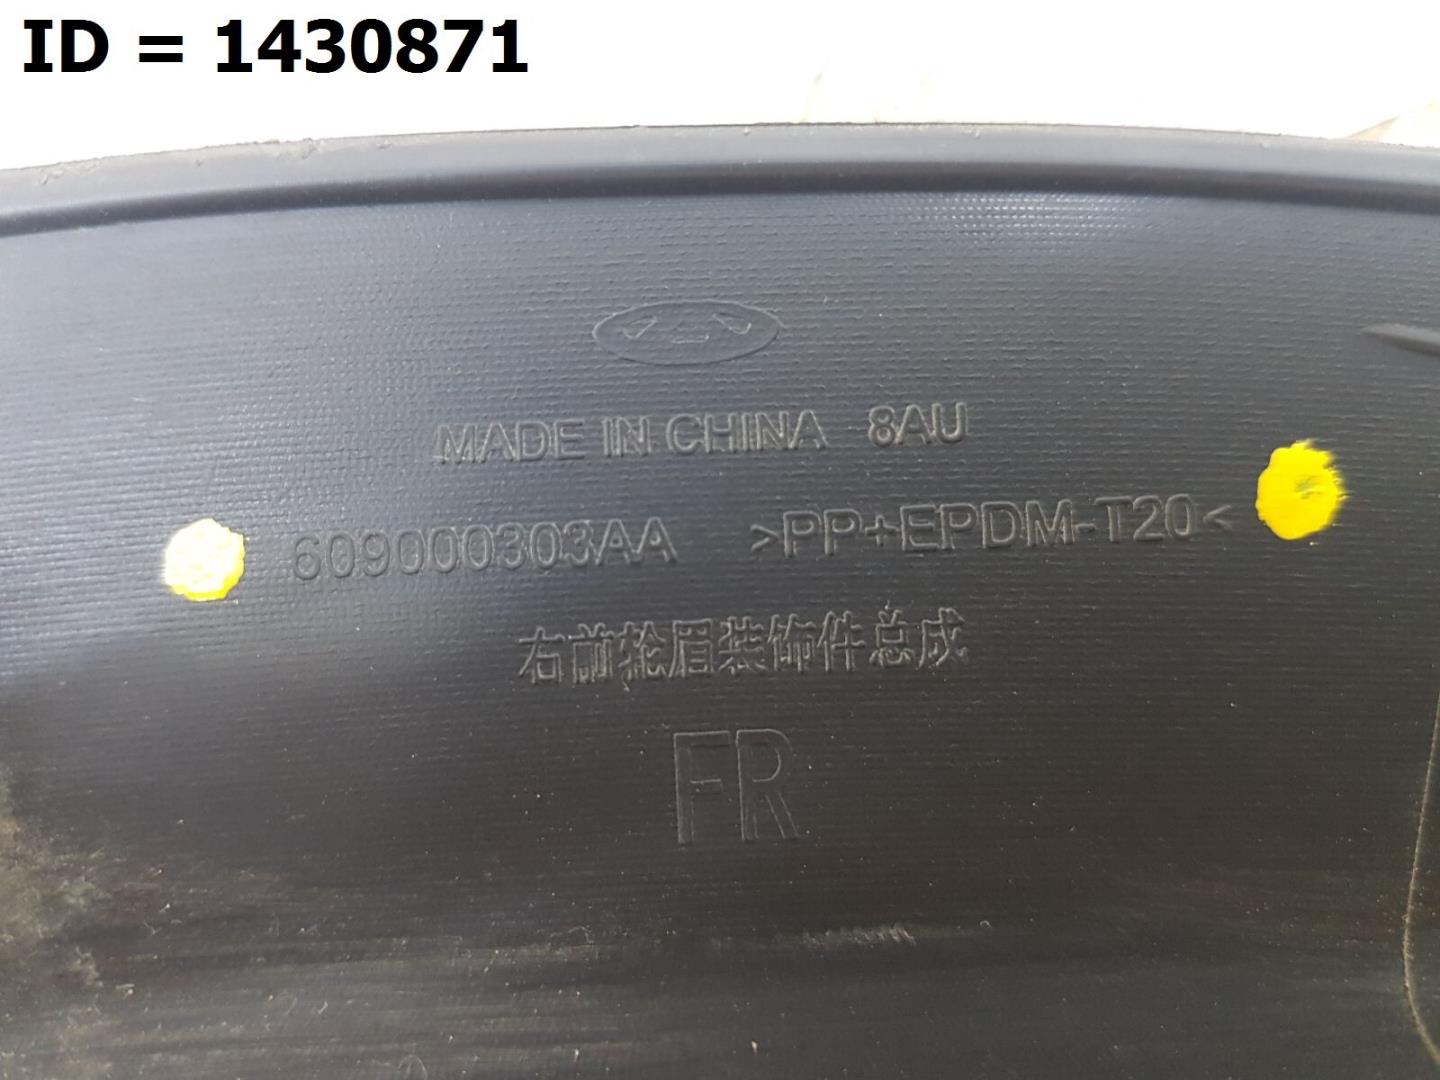 ID = 1430871
MADE IN CHINA 8AU
609000303AA >PP+EPDM-T20<
右前轮眉装饰件总成
FR